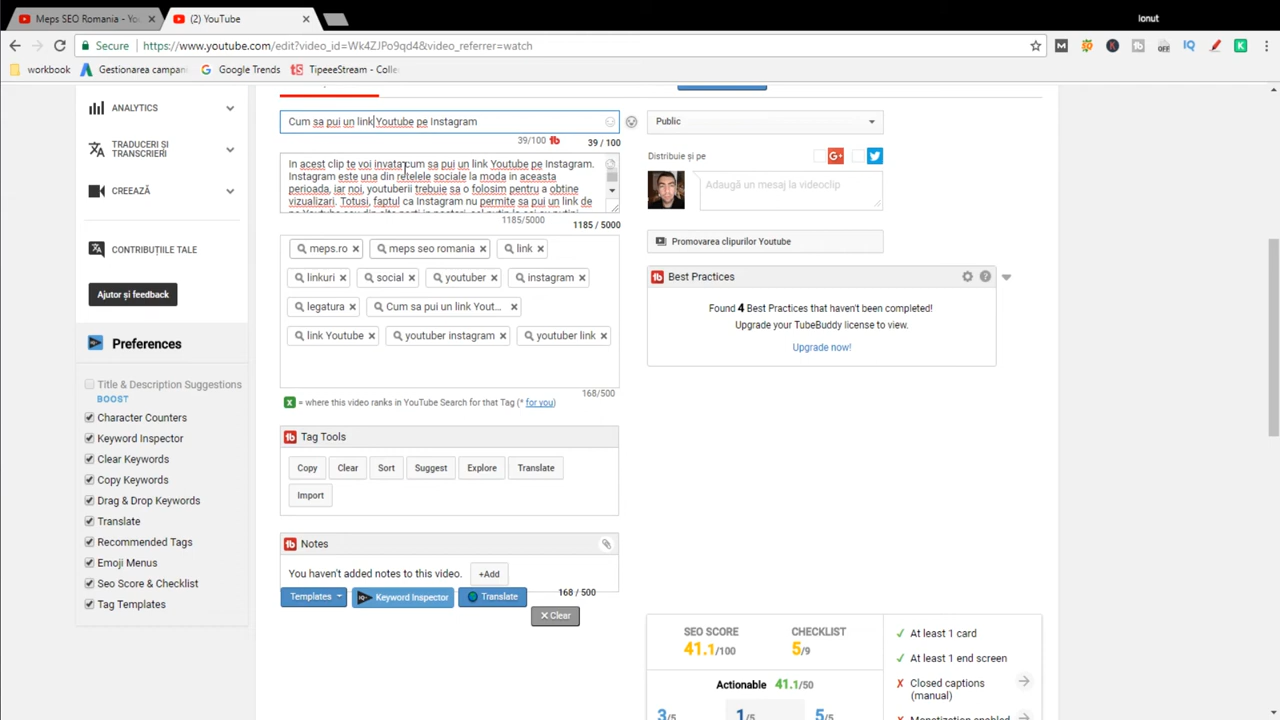 Meps SEO Romania - Yo
(2) YouTube
Ionut
Secure
https://www.youtube.com/edit?video_id=Wk4ZJPo9qd4&video_referrer=watch
workbook
Gestionarea campani
Google Trends
TipeeeStream - Colle
ANALYTICS
TRADUCERI ȘI
TRANSCRIERI
CREEAZĂ
CONTRIBUȚIILE TALE
Ajutor și feedback
Preferences
Title & Description Suggestions
BOOST
Character Counters
Keyword Inspector
Clear Keywords
Copy Keywords
Drag & Drop Keywords
Translate
Recommended Tags
Emoji Menus
Seo Score & Checklist
Tag Templates
Cum sa pui un link Youtube pe Instagram
39/100
39 / 100
In acest clip te voi invata cum sa pui un link Youtube pe Instagram.
Instagram este una din retelele sociale la moda in aceasta
perioada, iar noi, youtuberii trebuie sa o folosim pentru a obtine
vizualizari. Totusi, faptul ca Instagram nu permite sa pui un link de
1185/5000
1185 / 5000
meps.ro
meps seo romania
link
linkuri
social
youtuber
instagram
legatura
Cum sa pui un link Yout...
link Youtube
youtuber instagram
youtuber link
168/500
= where this video ranks in YouTube Search for that Tag (* for you)
Tag Tools
Copy
Clear
Sort
Suggest
Explore
Translate
Import
Notes
You haven't added notes to this video.
+Add
Templates
Keyword Inspector
Translate
168 / 500
Clear
Public
Distribuie și pe
Adaugă un mesaj la videoclip
Promovarea clipurilor Youtube
Best Practices
Found 4 Best Practices that haven't been completed!
Upgrade your TubeBuddy license to view.
Upgrade now!
SEO SCORE
41.1/100
CHECKLIST
5/9
Actionable 41.1/50
3/5
1/5
5/5
At least 1 card
At least 1 end screen
Closed captions
(manual)
Monetization enabled